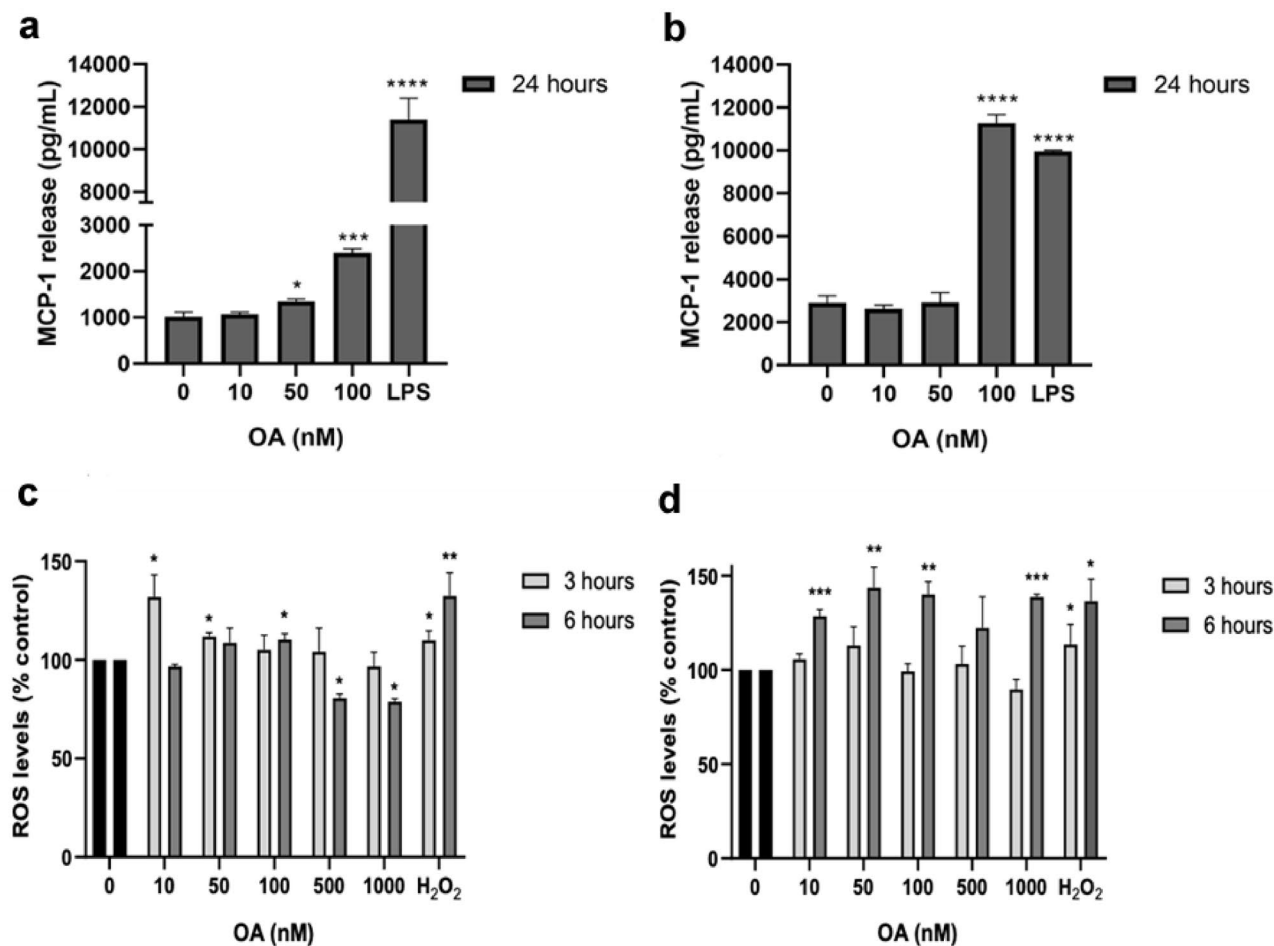 a
MCP-1 release (pg/mL)
14000
12000
10000
8000
3000
2000
1000
0
*
***
****
24 hours
0 10 50 100 LPS
OA (nM)
b
MCP-1 release (pg/mL)
14000
12000
10000
8000
6000
4000
2000
0
****
****
24 hours
0 10 50 100 LPS
OA (nM)
c
ROS levels (% control)
150
100
50
0
*
*
*
*
*
*
**
3 hours
6 hours
0 10 50 100 500 1000 H₂O₂
OA (nM)
d
ROS levels (% control)
150
100
50
0
***
**
**
***
*
*
3 hours
6 hours
0 10 50 100 500 1000 H₂O₂
OA (nM)